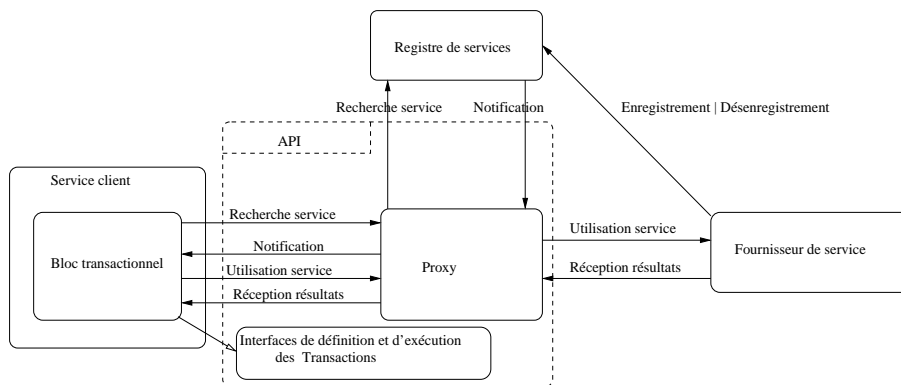 Registre de services
Recherche service
Notification
Enregistrement | Désenregistrement
API
Service client
Recherche service
Utilisation service
Notification
Bloc transactionnel
Proxy
Fournisseur de service
Utilisation service
Réception résultats
Réception résultats
Interfaces de définition et d'exécution
des Transactions